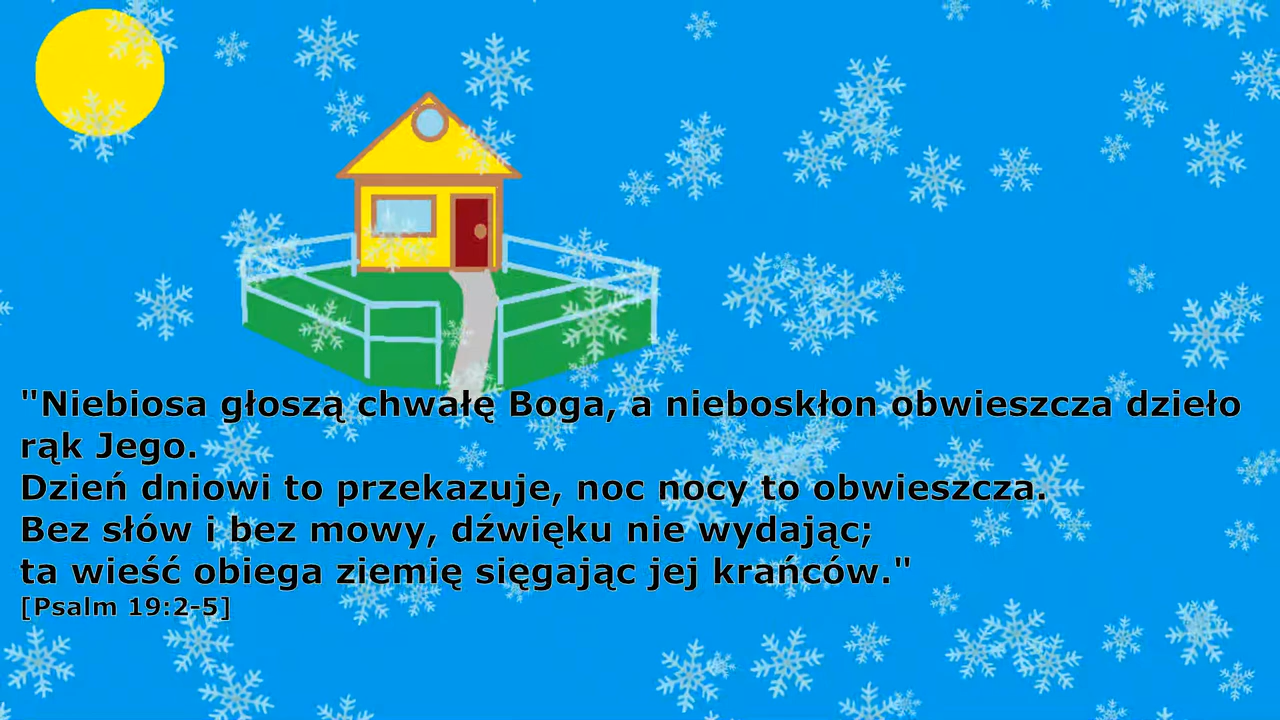 "Niebiosa głoszą chwałę Boga, a nieboskłon obwieszcza dzieło
rąk Jego.
Dzień dniowi to przekazuje, noc nocy to obwieszcza.
Bez słów i bez mowy, dźwięku nie wydając;
ta wieść obiega ziemię sięgając jej krańców."
[Psalm 19:2-5]